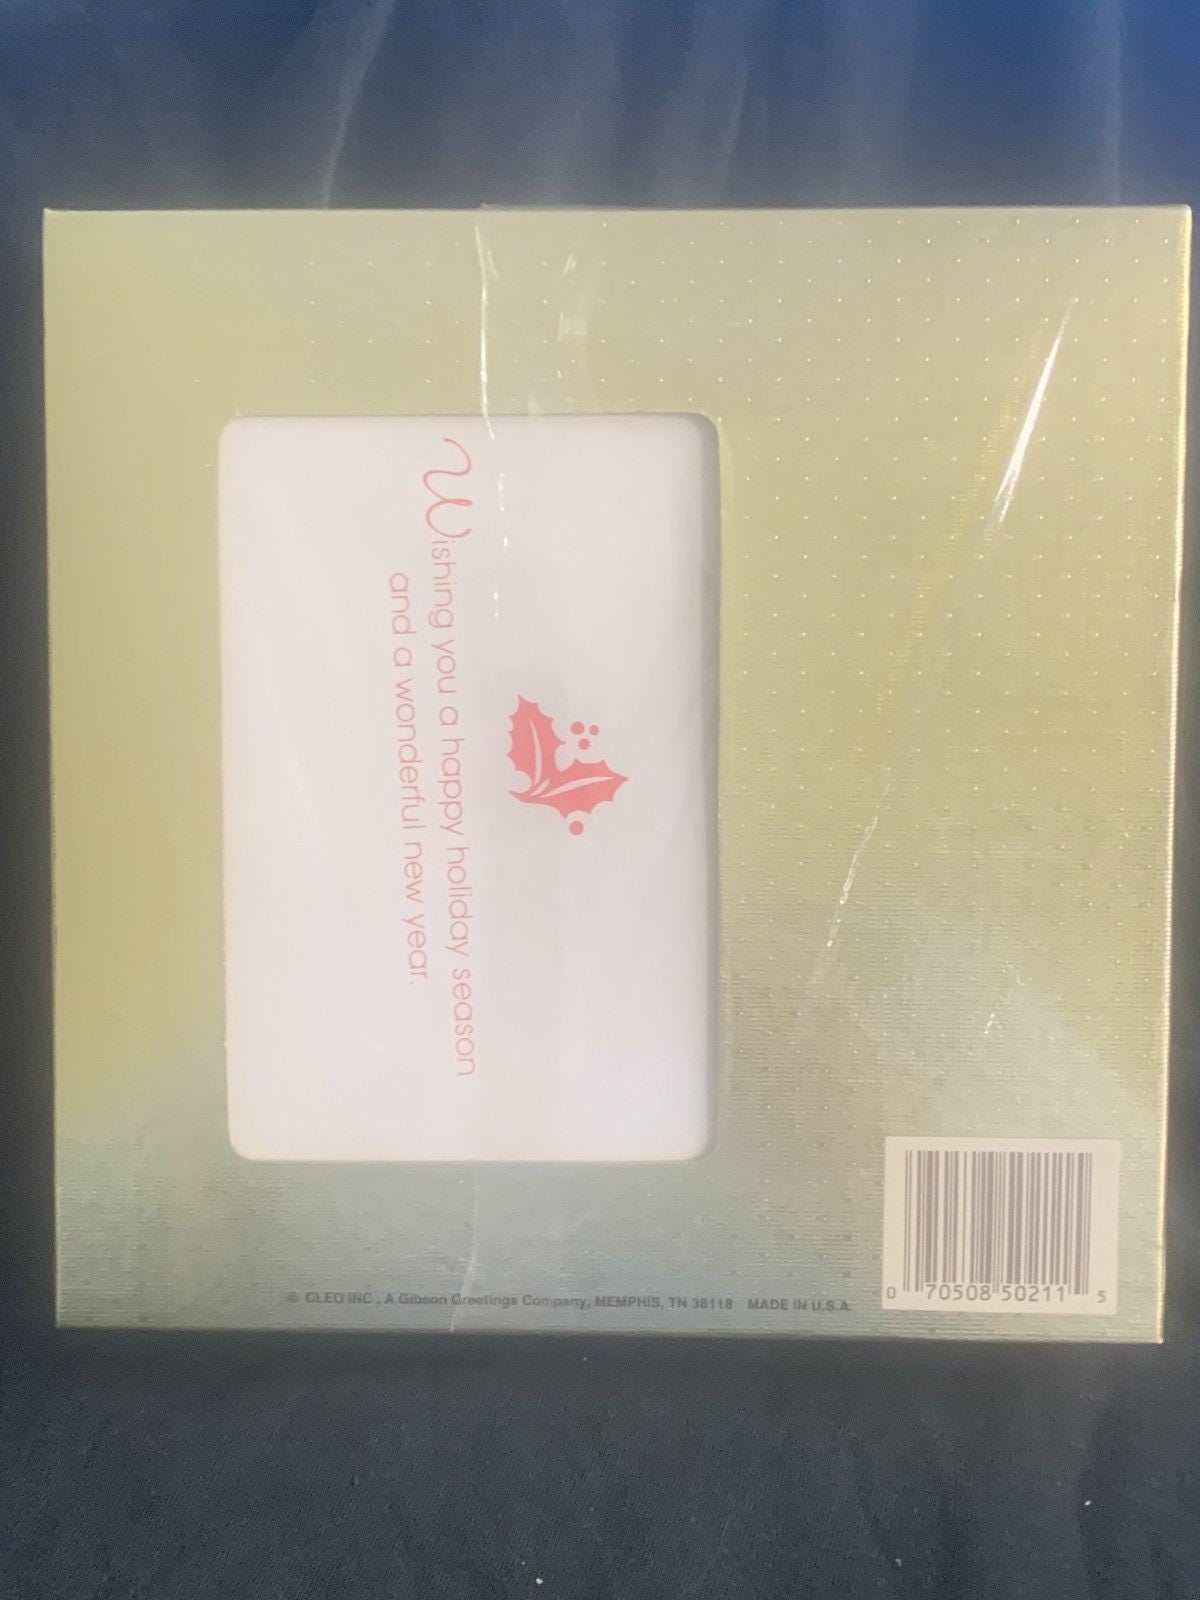 Wishing you a happy holiday season
and a wonderful new year.
© CLEO INC., A Gibson Greetings Company, MEMPHIS, TN 38118 MADE IN U.S.A.
0 70508 50211 5